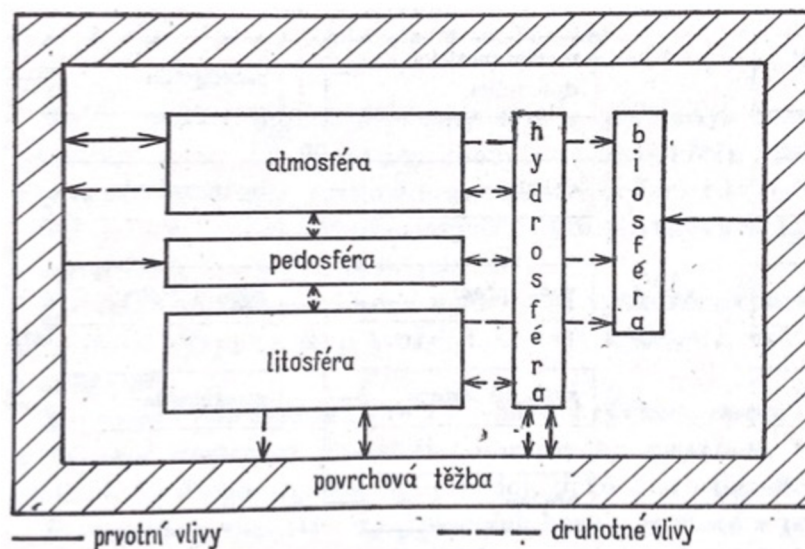 atmosféra
pedosféra
litosféra
hydrosféra
biosféra
povrchová těžba
prvotní vlivy
druhotné vlivy